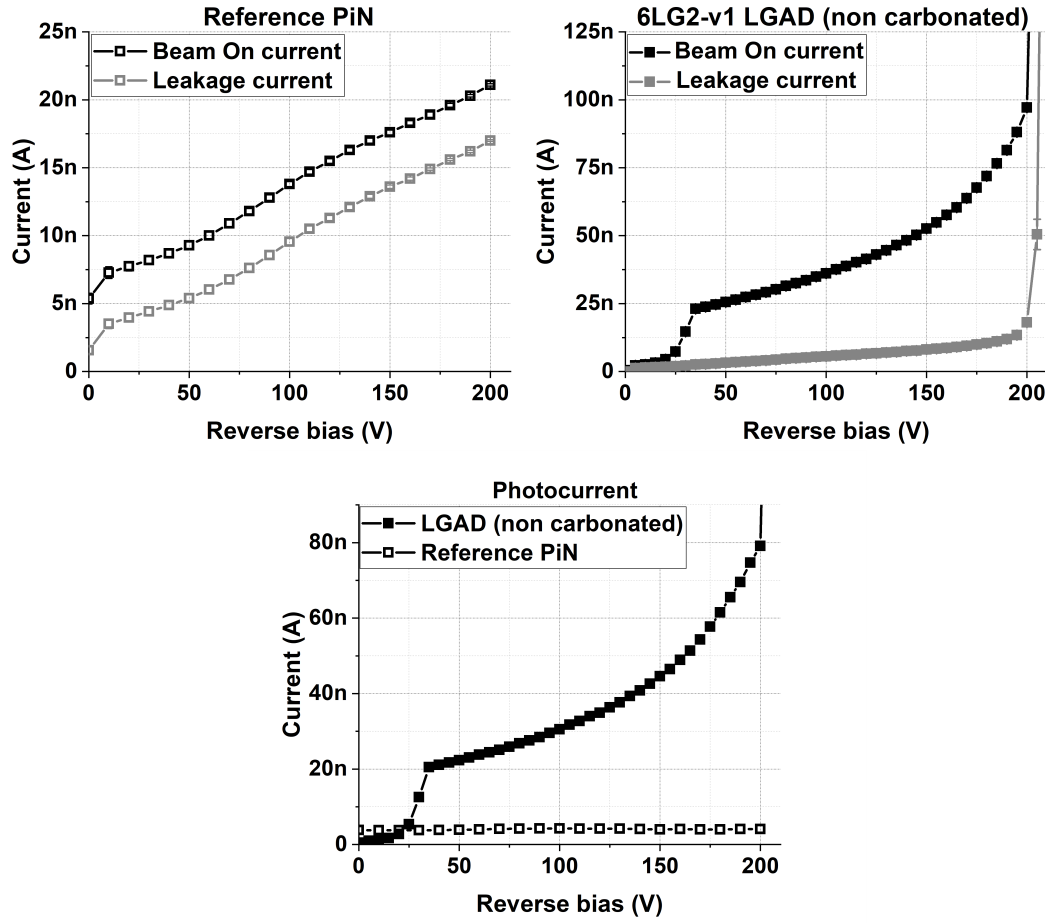 Reference PiN
25n
20n
15n
10n
5n
0
Current (A)
Beam On current
Leakage current
0 50 100 150 200
Reverse bias (V)
6LG2-v1 LGAD (non carbonated)
125n
100n
75n
50n
25n
0
Current (A)
Beam On current
Leakage current
0 50 100 150 200
Reverse bias (V)
Photocurrent
80n
60n
40n
20n
0
Current (A)
LGAD (non carbonated)
Reference PiN
0 50 100 150 200
Reverse bias (V)